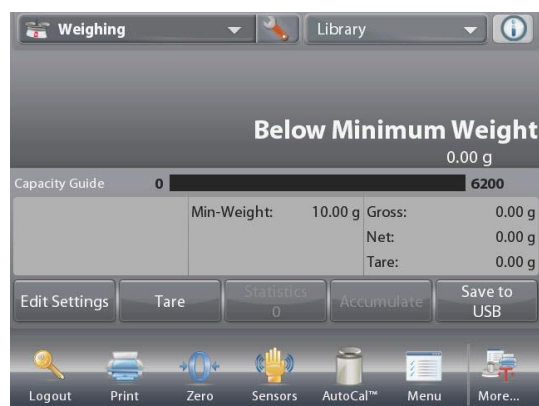 Weighing
Library
Below Minimum Weight
0.00 g
Capacity Guide 0 6200
Min-Weight: 10.00 g Gross: 0.00 g
Net: 0.00 g
Tare: 0.00 g
Edit Settings Tare Statistics 0 Accumulate Save to USB
Logout Print Zero Sensors AutoCal™ Menu More...